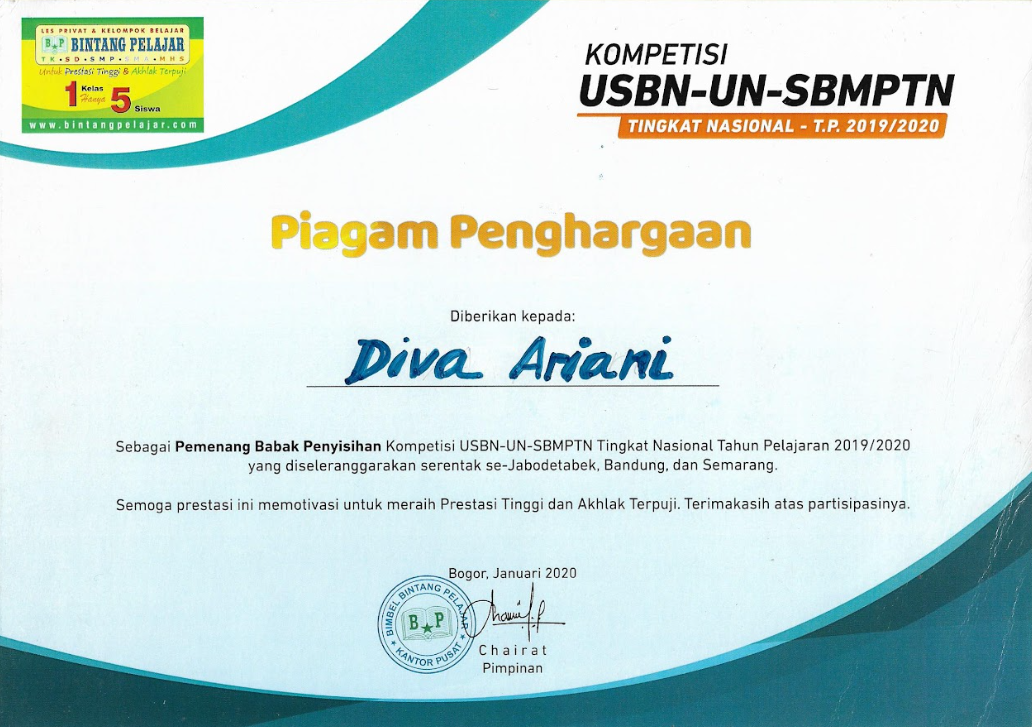 LES PRIVAT & KELOMPOK BELAJAR
B★P BINTANG PELAJAR
TK•SD•SMP•SMA•MHS
Untuk Prestasi Tinggi & Akhlak Terpuji
1 Kelas Hanya 5 Siswa
www.bintangpelajar.com
KOMPETISI
USBN-UN-SBMPTN
TINGKAT NASIONAL - T.P. 2019/2020
Piagam Penghargaan
Diberikan kepada:
Diva Ariani
Sebagai Pemenang Babak Penyisihan Kompetisi USBN-UN-SBMPTN Tingkat Nasional Tahun Pelajaran 2019/2020
yang diseleranggarakan serentak se-Jabodetabek, Bandung, dan Semarang.
Semoga prestasi ini memotivasi untuk meraih Prestasi Tinggi dan Akhlak Terpuji. Terimakasih atas partisipasinya.
Bogor, Januari 2020
BIMBEL BINTANG PELAJAR
B★P
KANTOR PUSAT
Chairat
Pimpinan